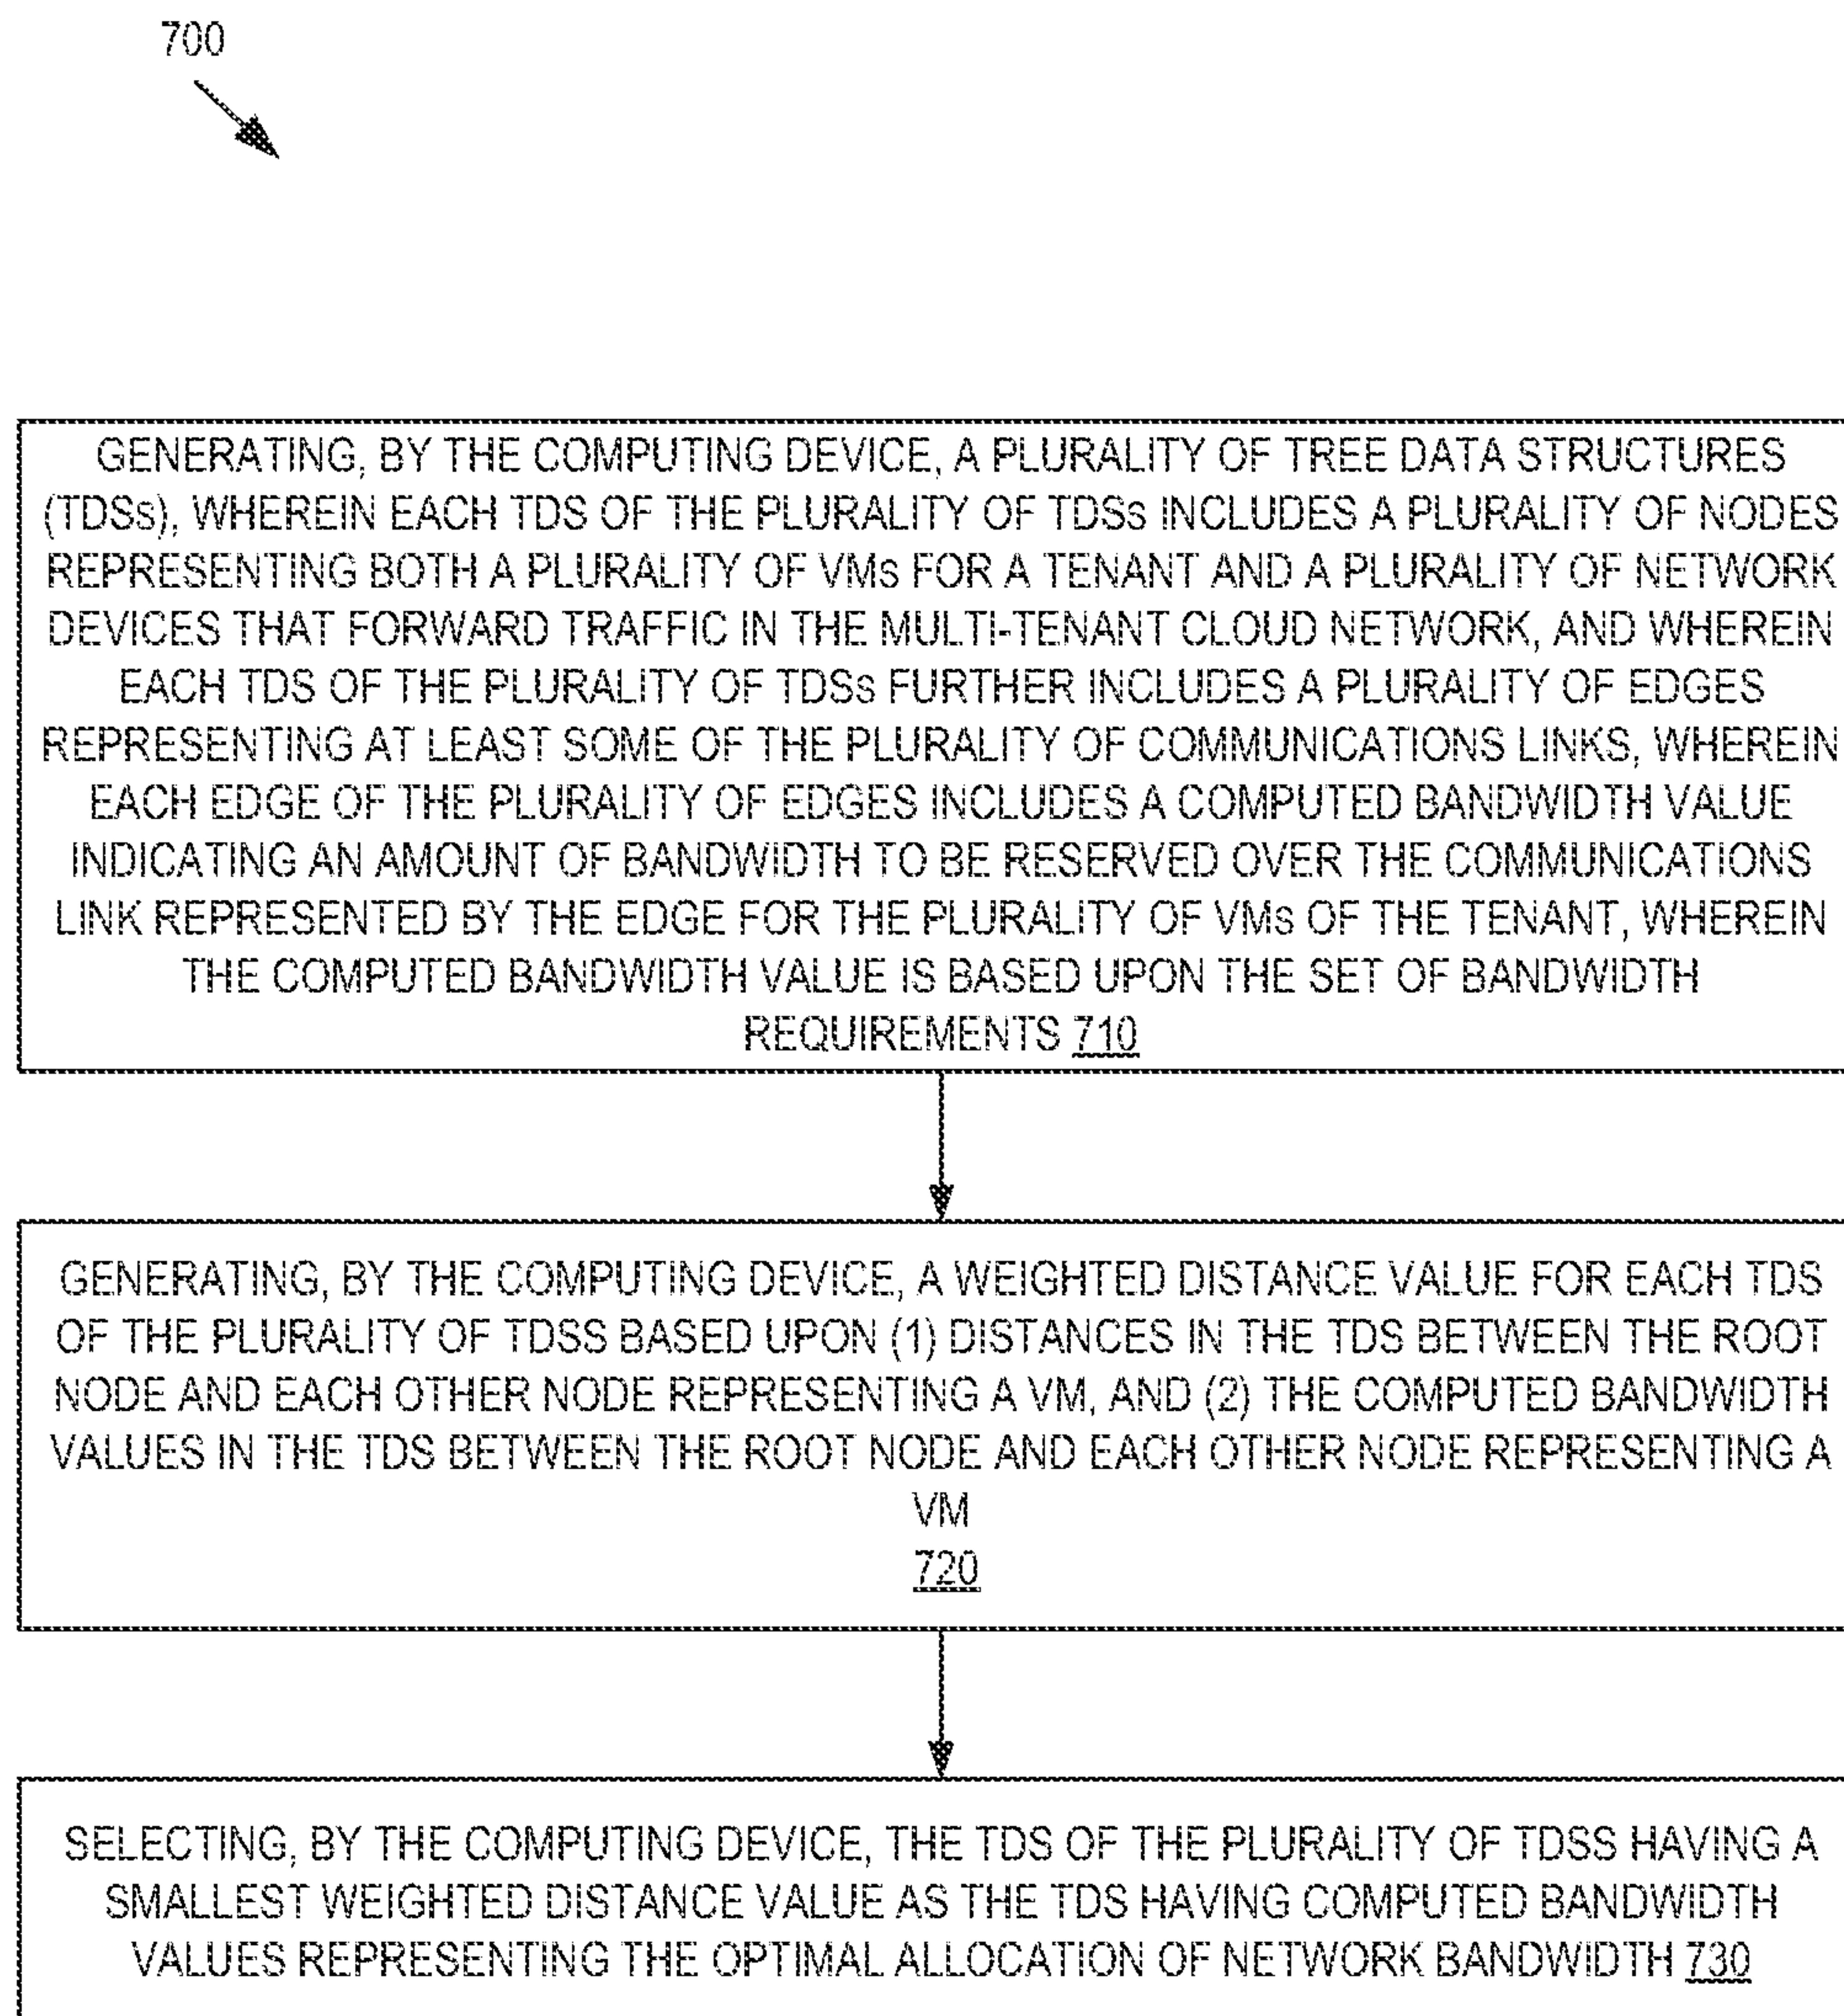 700
GENERATING, BY THE COMPUTING DEVICE, A PLURALITY OF TREE DATA STRUCTURES
(TDSs), WHEREIN EACH TDS OF THE PLURALITY OF TDSs INCLUDES A PLURALITY OF NODES
REPRESENTING BOTH A PLURALITY OF VMs FOR A TENANT AND A PLURALITY OF NETWORK
DEVICES THAT FORWARD TRAFFIC IN THE MULTI-TENANT CLOUD NETWORK, AND WHEREIN
EACH TDS OF THE PLURALITY OF TDSs FURTHER INCLUDES A PLURALITY OF EDGES
REPRESENTING AT LEAST SOME OF THE PLURALITY OF COMMUNICATIONS LINKS, WHEREIN
EACH EDGE OF THE PLURALITY OF EDGES INCLUDES A COMPUTED BANDWIDTH VALUE
INDICATING AN AMOUNT OF BANDWIDTH TO BE RESERVED OVER THE COMMUNICATIONS
LINK REPRESENTED BY THE EDGE FOR THE PLURALITY OF VMs OF THE TENANT, WHEREIN
THE COMPUTED BANDWIDTH VALUE IS BASED UPON THE SET OF BANDWIDTH
REQUIREMENTS 710
GENERATING, BY THE COMPUTING DEVICE, A WEIGHTED DISTANCE VALUE FOR EACH TDS
OF THE PLURALITY OF TDSS BASED UPON (1) DISTANCES IN THE TDS BETWEEN THE ROOT
NODE AND EACH OTHER NODE REPRESENTING A VM, AND (2) THE COMPUTED BANDWIDTH
VALUES IN THE TDS BETWEEN THE ROOT NODE AND EACH OTHER NODE REPRESENTING A
VM
720
SELECTING, BY THE COMPUTING DEVICE, THE TDS OF THE PLURALITY OF TDSS HAVING A
SMALLEST WEIGHTED DISTANCE VALUE AS THE TDS HAVING COMPUTED BANDWIDTH
VALUES REPRESENTING THE OPTIMAL ALLOCATION OF NETWORK BANDWIDTH 730